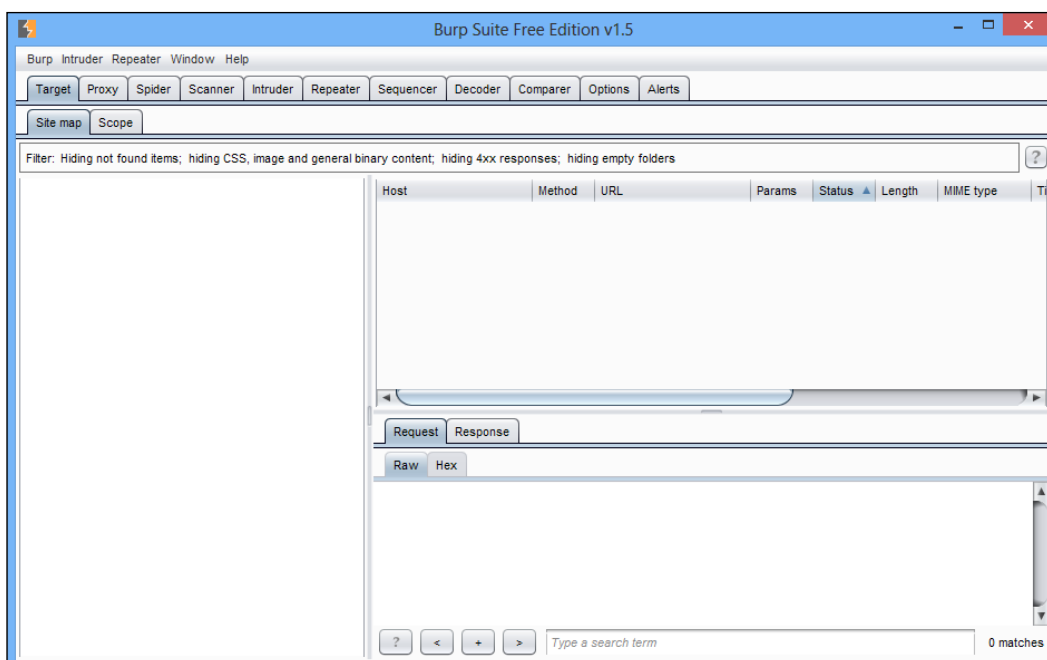 Burp Suite Free Edition v1.5
Burp Intruder Repeater Window Help
Target Proxy Spider Scanner Intruder Repeater Sequencer Decoder Comparer Options Alerts
Site map Scope
Filter: Hiding not found items; hiding CSS, image and general binary content; hiding 4xx responses; hiding empty folders ?
Host Method URL Params Status Length MIME type Ti
Request Response
Raw Hex
? < + > Type a search term 0 matches